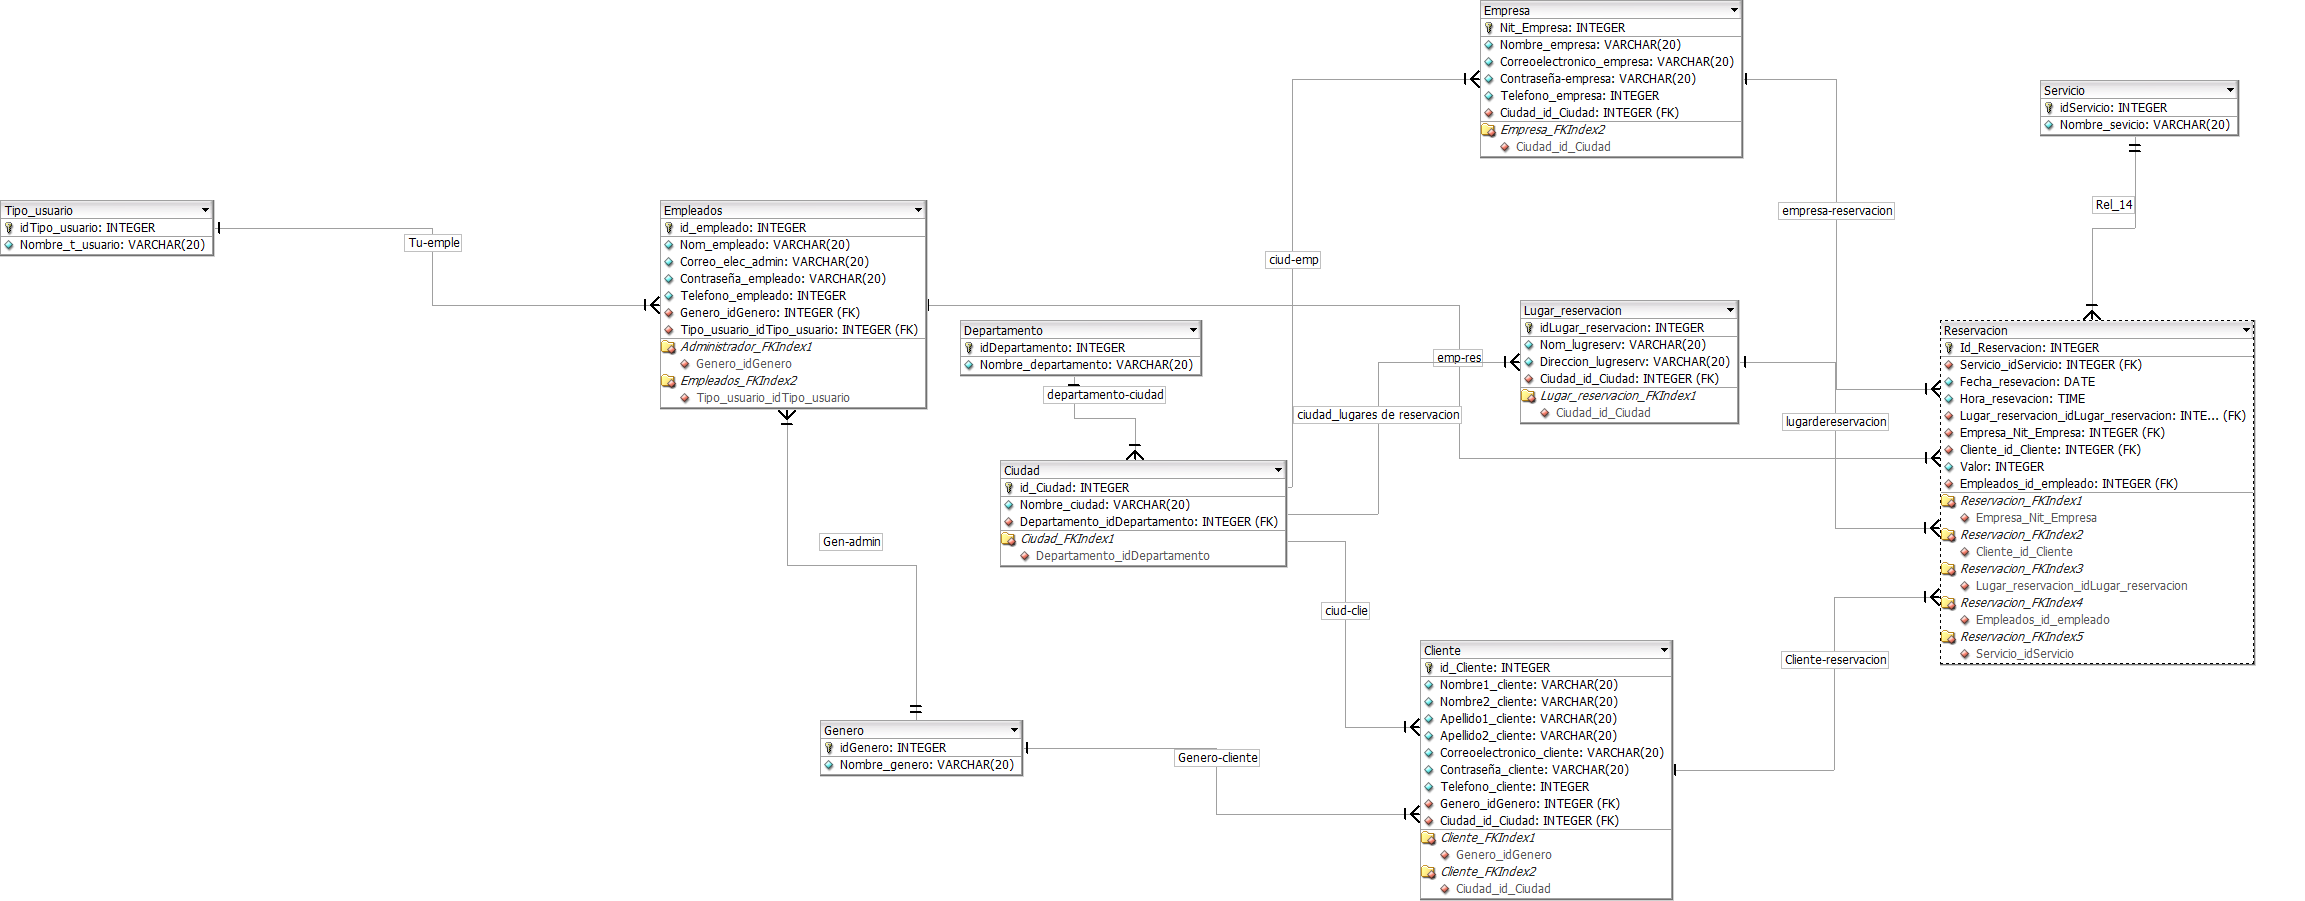 Empresa
Nit_Empresa: INTEGER
Nombre_empresa: VARCHAR(20)
Correoelectronico_empresa: VARCHAR(20)
Contraseña-empresa: VARCHAR(20)
Telefono_empresa: INTEGER
Ciudad_id_Ciudad: INTEGER (FK)
Empresa_FKIndex2
Ciudad_id_Ciudad
Servicio
idServicio: INTEGER
Nombre_sevicio: VARCHAR(20)
empresa-reservacion
Rel_14
Tipo_usuario
idTipo_usuario: INTEGER
Nombre_t_usuario: VARCHAR(20)
Tu-emple
Empleados
id_empleado: INTEGER
Nom_empleado: VARCHAR(20)
Correo_elec_admin: VARCHAR(20)
Contraseña_empleado: VARCHAR(20)
Telefono_empleado: INTEGER
Genero_idGenero: INTEGER (FK)
Tipo_usuario_idTipo_usuario: INTEGER (FK)
Administrador_FKIndex1
Genero_idGenero
Empleados_FKIndex2
Tipo_usuario_idTipo_usuario
ciud-emp
Departamento
idDepartamento: INTEGER
Nombre_departamento: VARCHAR(20)
departamento-ciudad
emp-res
ciudad_lugares de reservacion
Lugar_reservacion
idLugar_reservacion: INTEGER
Nom_lugreserv: VARCHAR(20)
Direccion_lugreserv: VARCHAR(20)
Ciudad_id_Ciudad: INTEGER (FK)
Lugar_reservacion_FKIndex1
Ciudad_id_Ciudad
lugardereservacion
Reservacion
Id_Reservacion: INTEGER
Servicio_idServicio: INTEGER (FK)
Fecha_resevacion: DATE
Hora_resevacion: TIME
Lugar_reservacion_idLugar_reservacion: INTE... (FK)
Empresa_Nit_Empresa: INTEGER (FK)
Cliente_id_Cliente: INTEGER (FK)
Valor: INTEGER
Empleados_id_empleado: INTEGER (FK)
Reservacion_FKIndex1
Empresa_Nit_Empresa
Reservacion_FKIndex2
Cliente_id_Cliente
Reservacion_FKIndex3
Lugar_reservacion_idLugar_reservacion
Reservacion_FKIndex4
Empleados_id_empleado
Reservacion_FKIndex5
Servicio_idServicio
Ciudad
id_Ciudad: INTEGER
Nombre_ciudad: VARCHAR(20)
Departamento_idDepartamento: INTEGER (FK)
Ciudad_FKIndex1
Departamento_idDepartamento
Gen-admin
ciud-clie
Cliente-reservacion
Genero
idGenero: INTEGER
Nombre_genero: VARCHAR(20)
Genero-cliente
Cliente
id_Cliente: INTEGER
Nombre1_cliente: VARCHAR(20)
Nombre2_cliente: VARCHAR(20)
Apellido1_cliente: VARCHAR(20)
Apellido2_cliente: VARCHAR(20)
Correoelectronico_cliente: VARCHAR(20)
Contraseña_cliente: VARCHAR(20)
Telefono_cliente: INTEGER
Genero_idGenero: INTEGER (FK)
Ciudad_id_Ciudad: INTEGER (FK)
Cliente_FKIndex1
Genero_idGenero
Cliente_FKIndex2
Ciudad_id_Ciudad